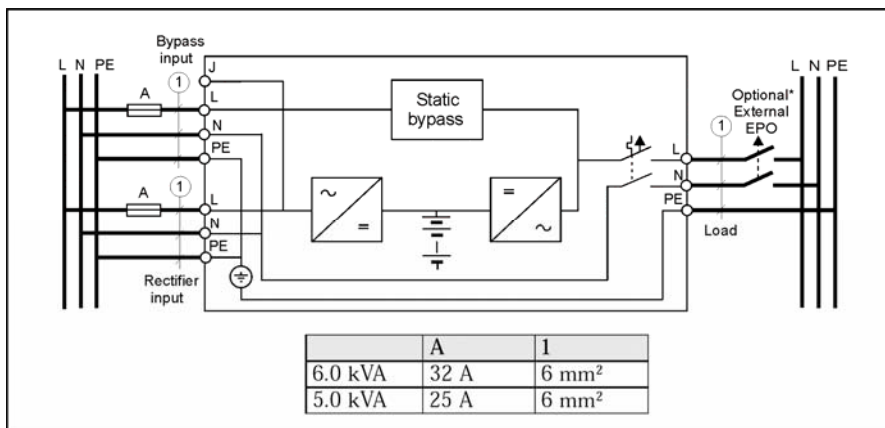 Bypass
input
L N PE
J
L N PE
1
A
L
Static
bypass
Optional*
External
EPO
1
N
L
PE
1
N
A
L
~
=
=
~
PE
N
Load
PE
Rectifier
input
A 1
6.0 kVA 32 A 6 mm²
5.0 kVA 25 A 6 mm²